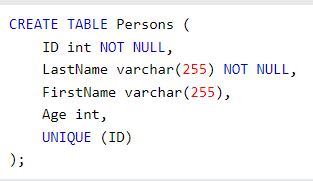 CREATE TABLE Persons (
    ID int NOT NULL,
    LastName varchar(255) NOT NULL,
    FirstName varchar(255),
    Age int,
    UNIQUE (ID)
);